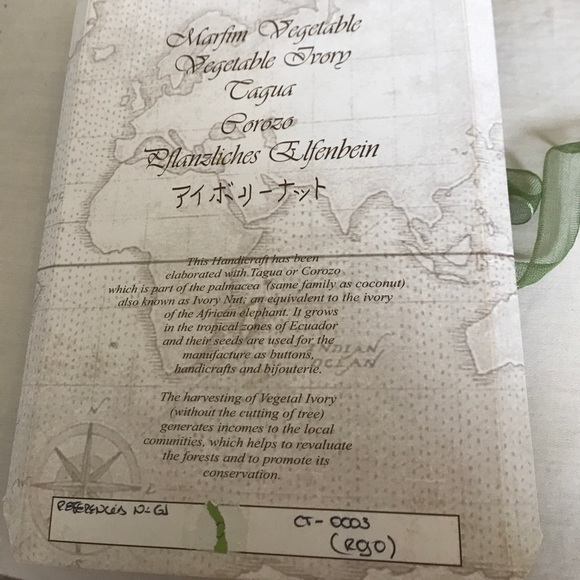 Marfim Vegetable
Vegetable Ivory
Tagua
Corozo
Pflanzliches Elfenbein
アイボリーナット
This Handicraft has been
elaborated with Tagua or Corozo
which is part of the palmacea (same family as coconut)
also known as Ivory Nut; an equivalent to the ivory
of the African elephant. It grows
in the tropical zones of Ecuador
and their seeds are used for the
manufacture as buttons,
handicrafts and bifouterie.
INDIAN
OCEAN
The harvesting of Vegetal Ivory
(without the cutting of tree)
generates incomes to the local
comunities, which helps to revaluate
the forests and to promote its
conservation.
N
CT-0003
(RGO)